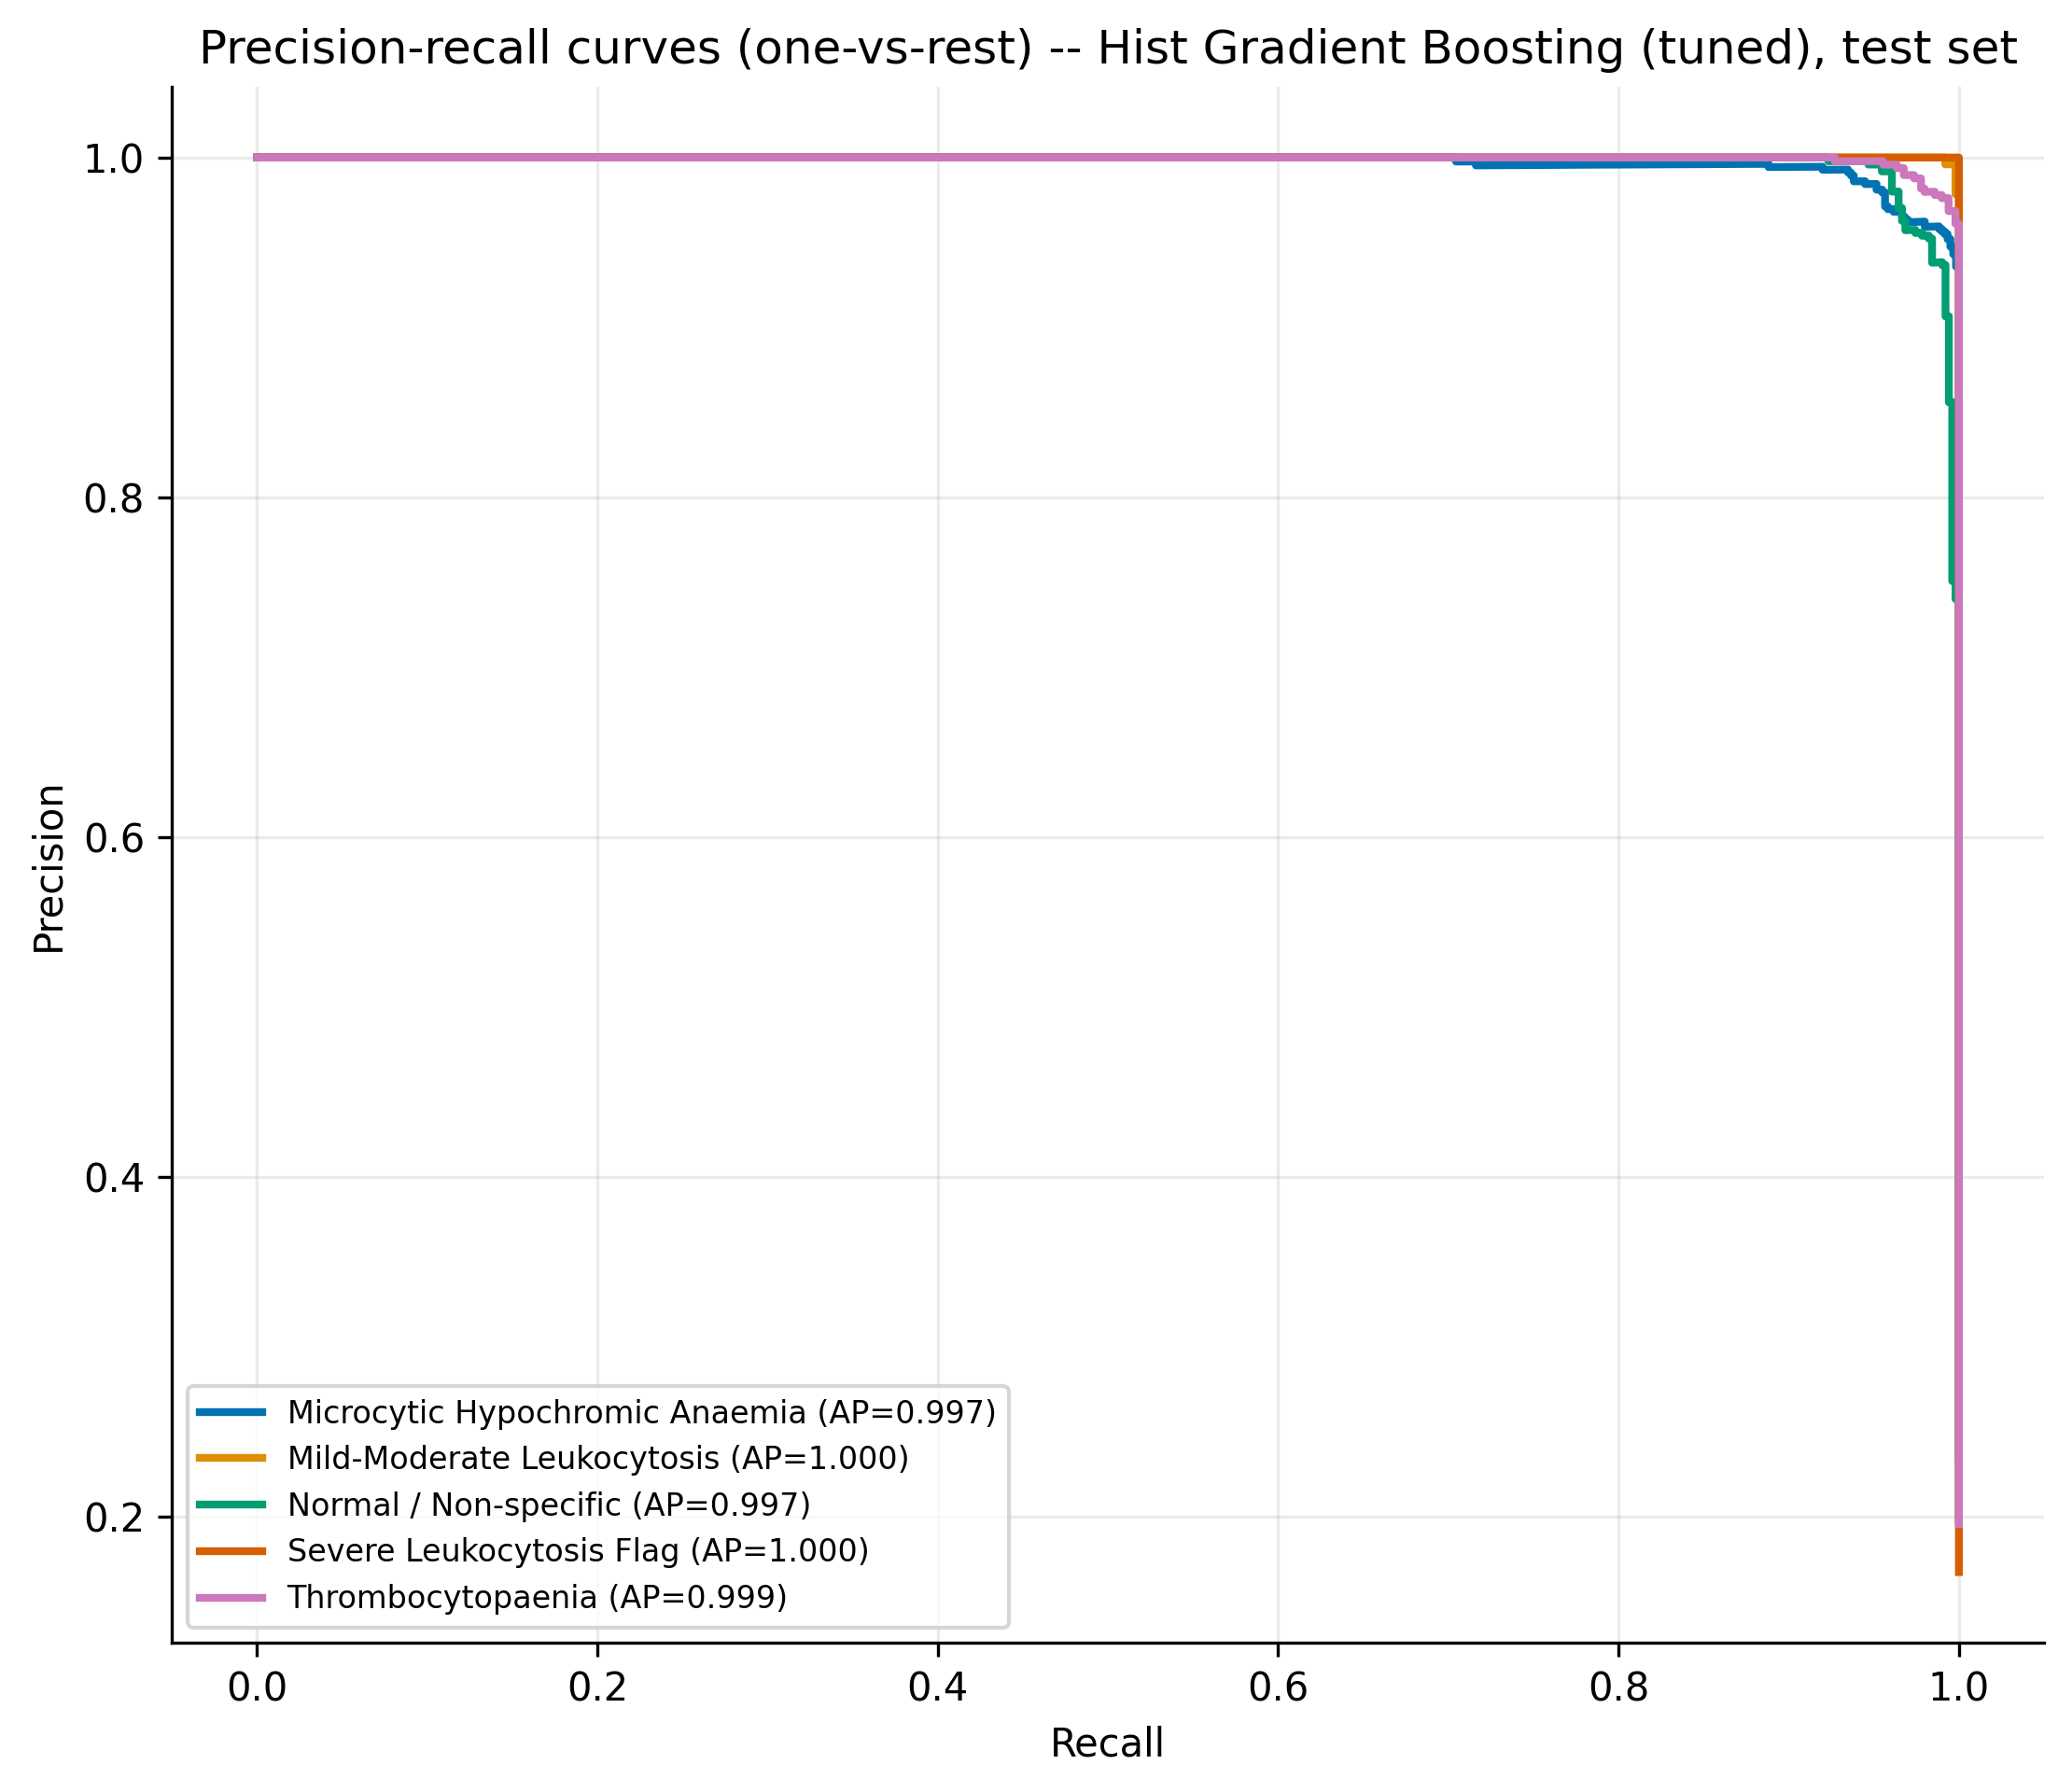 Precision-recall curves (one-vs-rest) -- Hist Gradient Boosting (tuned), test set
1.0
0.8
0.6
0.4
0.2
Precision
Microcytic Hypochromic Anaemia (AP=0.997)
Mild-Moderate Leukocytosis (AP=1.000)
Normal / Non-specific (AP=0.997)
Severe Leukocytosis Flag (AP=1.000)
Thrombocytopaenia (AP=0.999)
0.0 0.2 0.4 0.6 0.8 1.0
Recall